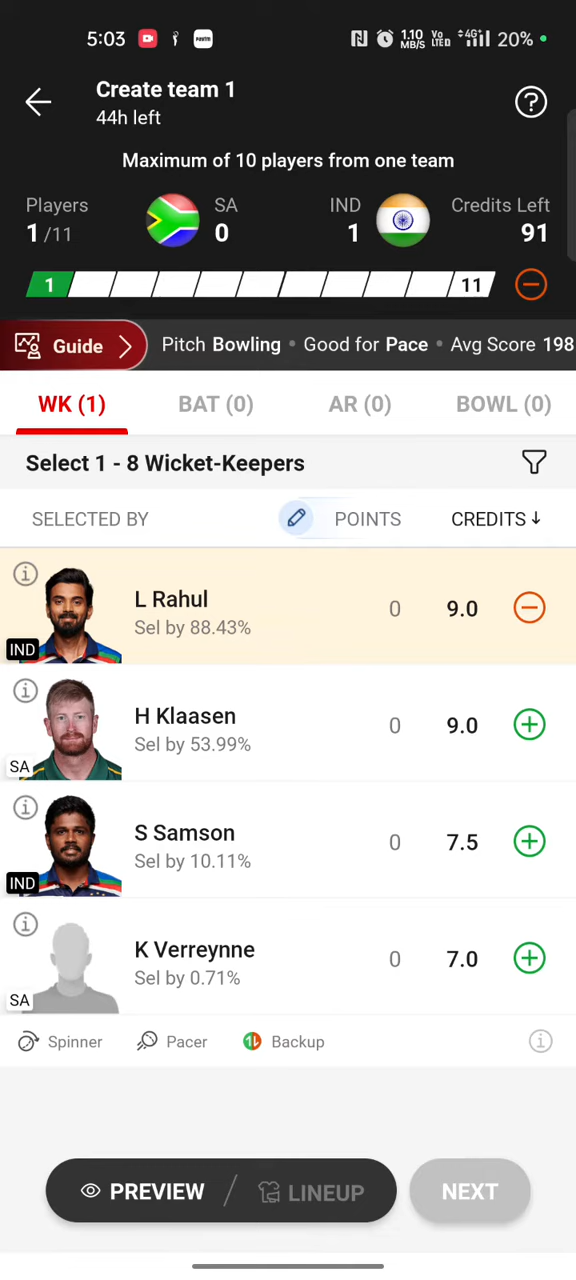 5:03 paytm 1.10 MB/S Vo LTED 4G+ 20%
Create team 1
44h left
Maximum of 10 players from one team
Players SA IND Credits Left
1 /11 0 1 91
1 11
Guide Pitch Bowling • Good for Pace • Avg Score 198
WK (1) BAT (0) AR (0) BOWL (0)
Select 1 - 8 Wicket-Keepers
SELECTED BY POINTS CREDITS ↓
L Rahul 0 9.0
Sel by 88.43%
IND
H Klaasen 0 9.0
Sel by 53.99%
SA
S Samson 0 7.5
Sel by 10.11%
IND
K Verreynne 0 7.0
Sel by 0.71%
SA
Spinner Pacer Backup
PREVIEW / LINEUP NEXT